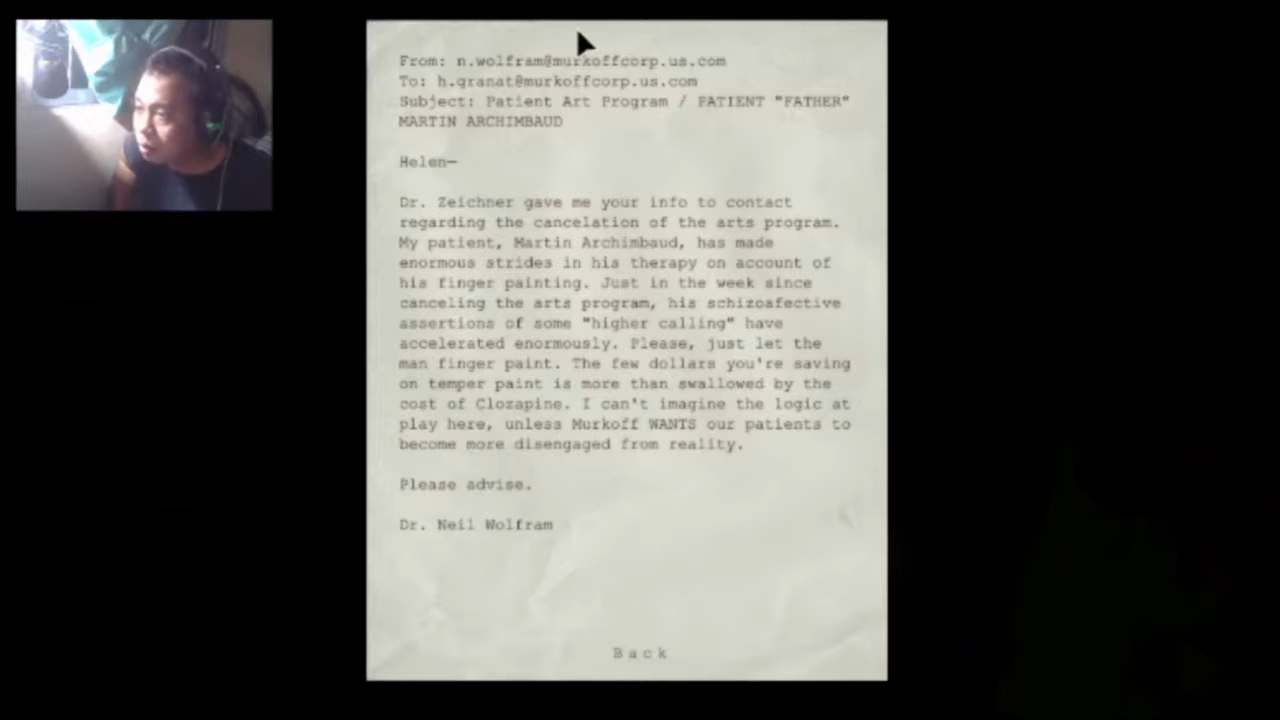 From: n.wolfram@murkoffcorp.us.com
To: h.granat@murkoffcorp.us.com
Subject: Patient Art Program / PATIENT "FATHER"
MARTIN ARCHIMBAUD
Helen—
Dr. Zeichner gave me your info to contact
regarding the cancelation of the arts program.
My patient, Martin Archimbaud, has made
enormous strides in his therapy on account of
his finger painting. Just in the week since
canceling the arts program, his schizoafective
assertions of some "higher calling" have
accelerated enormously. Please, just let the
man finger paint. The few dollars you're saving
on temper paint is more than swallowed by the
cost of Clozapine. I can't imagine the logic at
play here, unless Murkoff WANTS our patients to
become more disengaged from reality.
Please advise.
Dr. Neil Wolfram
Back